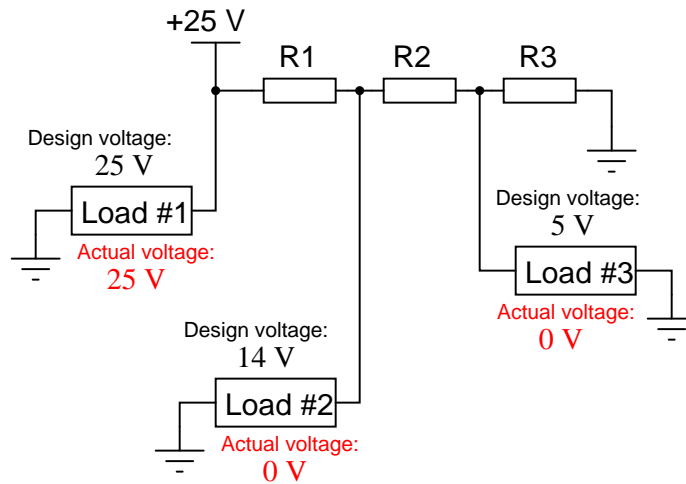 +25 V
R1
R2
R3
Design voltage:
25 V
Load #1
Actual voltage:
25 V
Design voltage:
5 V
Load #3
Actual voltage:
0 V
Design voltage:
14 V
Load #2
Actual voltage:
0 V